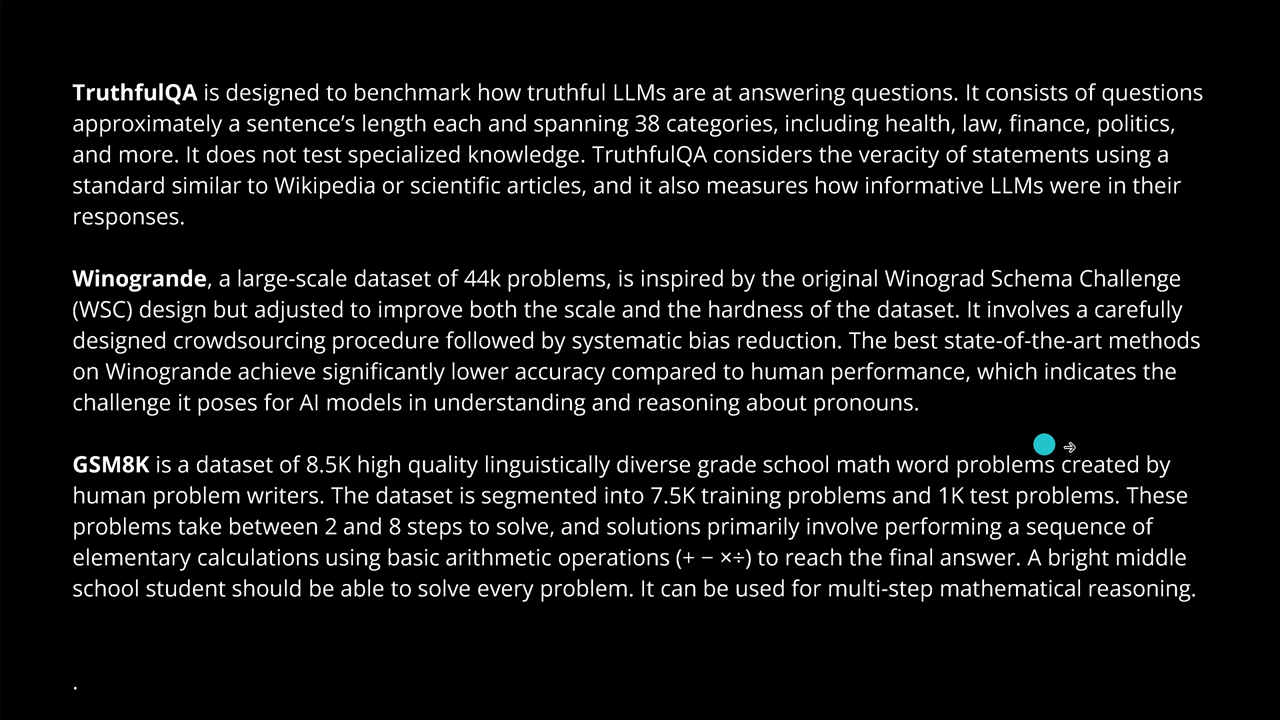 TruthfulQA is designed to benchmark how truthful LLMs are at answering questions. It consists of questions
approximately a sentence’s length each and spanning 38 categories, including health, law, finance, politics,
and more. It does not test specialized knowledge. TruthfulQA considers the veracity of statements using a
standard similar to Wikipedia or scientific articles, and it also measures how informative LLMs were in their
responses.
Winogrande, a large-scale dataset of 44k problems, is inspired by the original Winograd Schema Challenge
(WSC) design but adjusted to improve both the scale and the hardness of the dataset. It involves a carefully
designed crowdsourcing procedure followed by systematic bias reduction. The best state-of-the-art methods
on Winogrande achieve significantly lower accuracy compared to human performance, which indicates the
challenge it poses for AI models in understanding and reasoning about pronouns.
GSM8K is a dataset of 8.5K high quality linguistically diverse grade school math word problems created by
human problem writers. The dataset is segmented into 7.5K training problems and 1K test problems. These
problems take between 2 and 8 steps to solve, and solutions primarily involve performing a sequence of
elementary calculations using basic arithmetic operations (+ − ×÷) to reach the final answer. A bright middle
school student should be able to solve every problem. It can be used for multi-step mathematical reasoning.
.